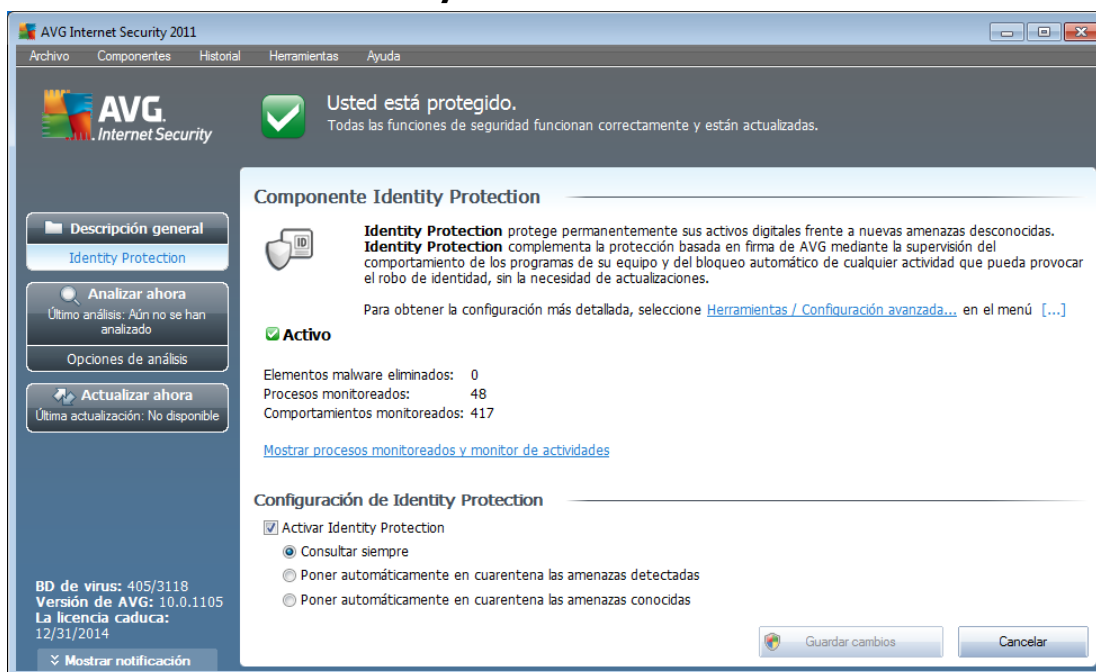 AVG Internet Security 2011
Archivo Componentes Historial Herramientas Ayuda
AVG.
Internet Security
Usted está protegido.
Todas las funciones de seguridad funcionan correctamente y están actualizadas.
Descripción general
Identity Protection
Analizar ahora
Último análisis: Aún no se han
analizado
Opciones de análisis
Actualizar ahora
Última actualización: No disponible
BD de virus: 405/3118
Versión de AVG: 10.0.1105
La licencia caduca:
12/31/2014
Mostrar notificación
Componente Identity Protection
ID
Identity Protection protege permanentemente sus activos digitales frente a nuevas amenazas desconocidas.
Identity Protection complementa la protección basada en firma de AVG mediante la supervisión del
comportamiento de los programas de su equipo y del bloqueo automático de cualquier actividad que pueda provocar
el robo de identidad, sin la necesidad de actualizaciones.
Para obtener la configuración más detallada, seleccione Herramientas / Configuración avanzada... en el menú [...]
Activo
Elementos malware eliminados: 0
Procesos monitoreados: 48
Comportamientos monitoreados: 417
Mostrar procesos monitoreados y monitor de actividades
Configuración de Identity Protection
Activar Identity Protection
Consultar siempre
Poner automáticamente en cuarentena las amenazas detectadas
Poner automáticamente en cuarentena las amenazas conocidas
Guardar cambios
Cancelar